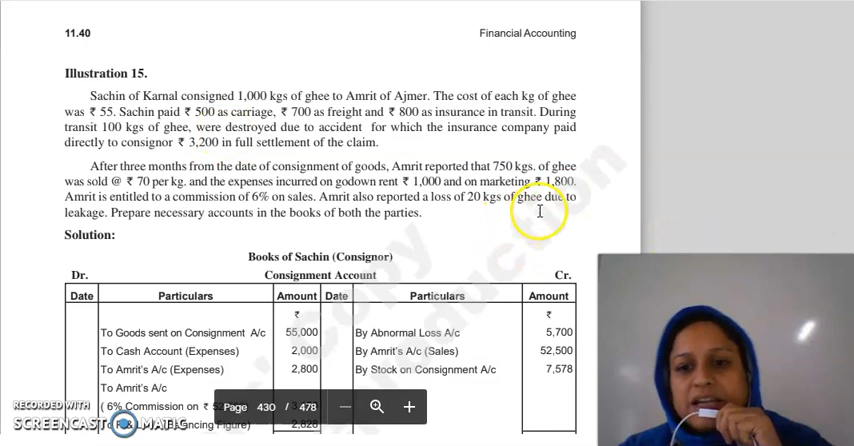 11.40 Financial Accounting
Illustration 15.
Sachin of Karnal consigned 1,000 kgs of ghee to Amrit of Ajmer. The cost of each kg of ghee
was ₹ 55. Sachin paid ₹ 500 as carriage, ₹ 700 as freight and ₹ 800 as insurance in transit. During
transit 100 kgs of ghee, were destroyed due to accident for which the insurance company paid
directly to consignor ₹ 3,200 in full settlement of the claim.
After three months from the date of consignment of goods, Amrit reported that 750 kgs. of ghee
was sold @ ₹ 70 per kg. and the expenses incurred on godown rent ₹ 1,000 and on marketing ₹ 1,800.
Amrit is entitled to a commission of 6% on sales. Amrit also reported a loss of 20 kgs of ghee due to
leakage. Prepare necessary accounts in the books of both the parties.
Solution:
Books of Sachin (Consignor)
Dr. Consignment Account Cr.
Date Particulars Amount Date Particulars Amount
₹ ₹
To Goods sent on Consignment A/c 55,000 By Abnormal Loss A/c 5,700
To Cash Account (Expenses) 2,000 By Amrit's A/c (Sales) 52,500
To Amrit's A/c (Expenses) 2,800 By Stock on Consignment A/c 7,578
To Amrit's A/c
( 6% Commission on ₹
2,828
Page 430 / 478
RECORDED WITH
SCREENCAST MATIC